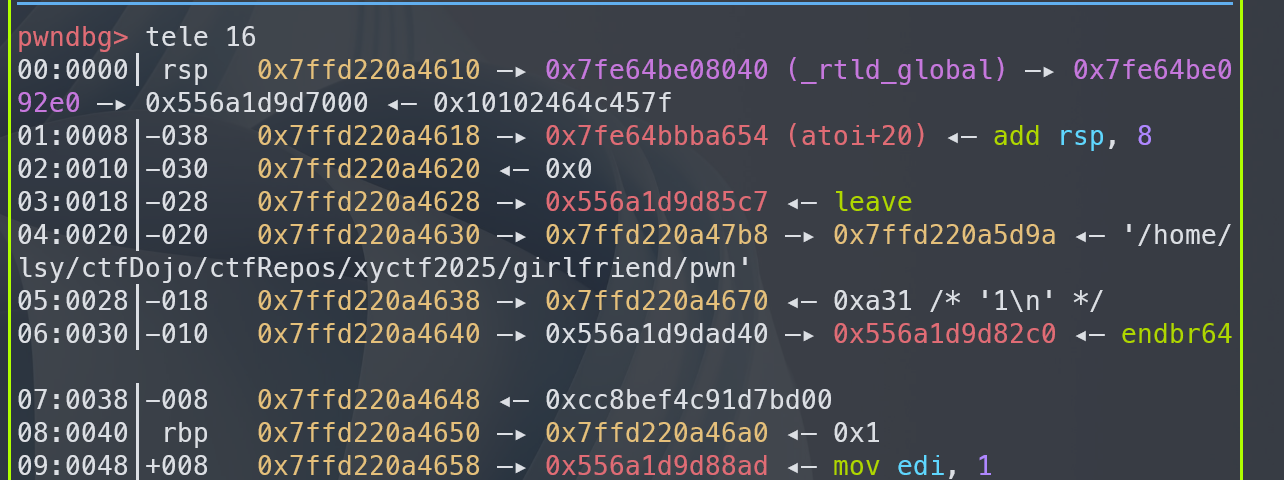 pwndbg> tele 16
00:0000│ rsp   0x7ffd220a4610 —▸ 0x7fe64be08040 (_rtld_global) —▸ 0x7fe64be0
92e0 —▸ 0x556a1d9d7000 ◂— 0x10102464c457f
01:0008│-038   0x7ffd220a4618 —▸ 0x7fe64bbba654 (atoi+20) ◂— add rsp, 8
02:0010│-030   0x7ffd220a4620 ◂— 0x0
03:0018│-028   0x7ffd220a4628 —▸ 0x556a1d9d85c7 ◂— leave
04:0020│-020   0x7ffd220a4630 —▸ 0x7ffd220a47b8 —▸ 0x7ffd220a5d9a ◂— '/home/
lsy/ctfDojo/ctfRepos/xyctf2025/girlfriend/pwn'
05:0028│-018   0x7ffd220a4638 —▸ 0x7ffd220a4670 ◂— 0xa31 /* '1\n' */
06:0030│-010   0x7ffd220a4640 —▸ 0x556a1d9dad40 —▸ 0x556a1d9d82c0 ◂— endbr64
07:0038│-008   0x7ffd220a4648 ◂— 0xcc8bef4c91d7bd00
08:0040│ rbp   0x7ffd220a4650 —▸ 0x7ffd220a46a0 ◂— 0x1
09:0048│+008   0x7ffd220a4658 —▸ 0x556a1d9d88ad ◂— mov edi, 1